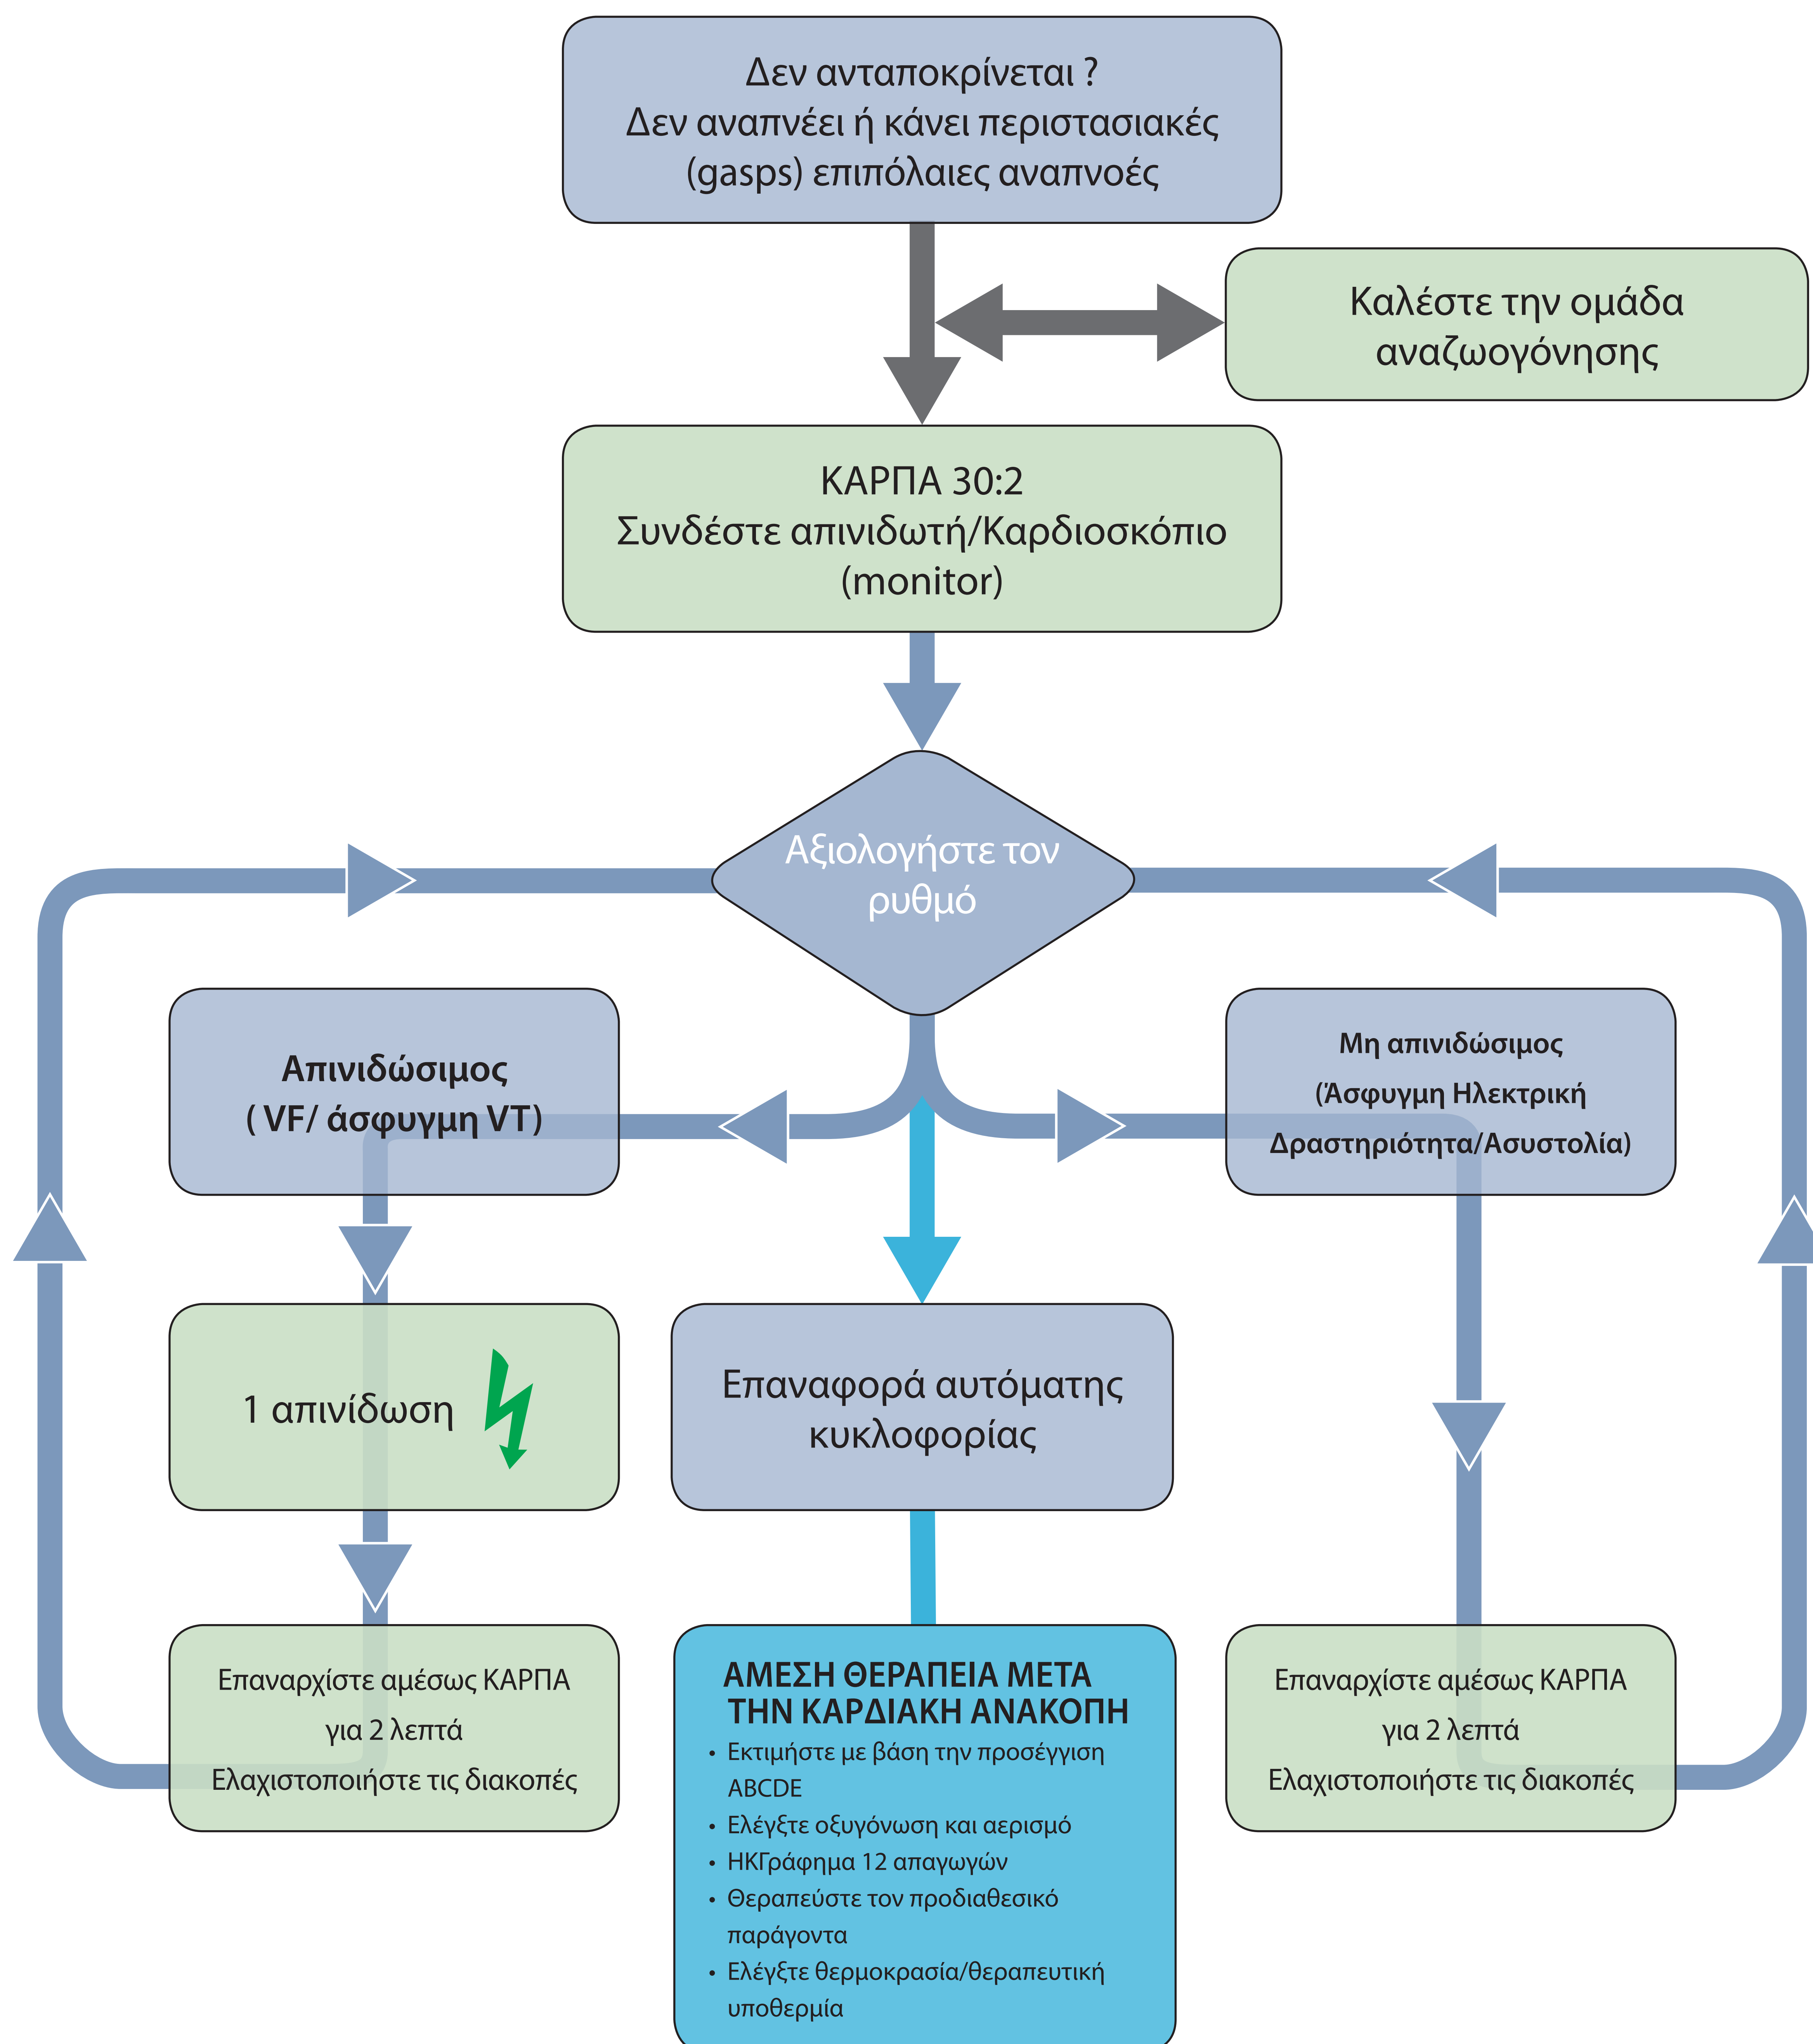 Δεν ανταποκρίνεται ?
Δεν αναπνέει ή κάνει περιστασιακές
(gasps) επιπόλαιες αναπνοές
Καλέστε την ομάδα
αναζωογόνησης
ΚΑΡΠΑ 30:2
Συνδέστε απινιδωτή/Καρδιοσκόπιο
(monitor)
Αξιολογήστε τον
ρυθμό
Απινιδώσιμος
( VF/ άσφυγμη VT)
Μη απινιδώσιμος
(Άσφυγμη Ηλεκτρική
Δραστηριότητα/Ασυστολία)
1 απινίδωση
Επαναφορά αυτόματης
κυκλοφορίας
Επαναρχίστε αμέσως ΚΑΡΠΑ
για 2 λεπτά
Ελαχιστοποιήστε τις διακοπές
ΑΜΕΣΗ ΘΕΡΑΠΕΙΑ ΜΕΤΑ
ΤΗΝ ΚΑΡΔΙΑΚΗ ΑΝΑΚΟΠΗ
• Εκτιμήστε με βάση την προσέγγιση
ABCDE
• Ελέγξτε οξυγόνωση και αερισμό
• ΗΚΓράφημα 12 απαγωγών
• Θεραπεύστε τον προδιαθεσικό
παράγοντα
• Ελέγξτε θερμοκρασία/θεραπευτική
υποθερμία
Επαναρχίστε αμέσως ΚΑΡΠΑ
για 2 λεπτά
Ελαχιστοποιήστε τις διακοπές